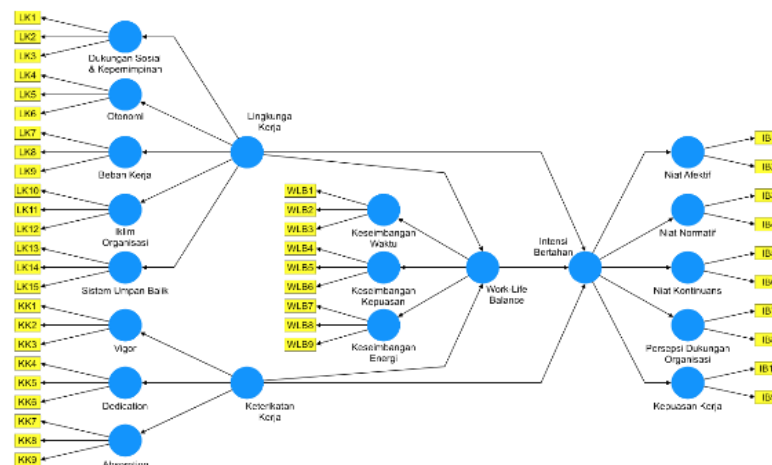 LK1
LK2
LK3
Dukungan Sosial
& Kepemimpinan
LK4
LK5
LK6
Otonomi
LK7
LK8
LK9
Beban Kerja
LK10
LK11
LK12
Iklim
Organisasi
LK13
LK14
LK15
Sistem Umpan Balik
KK1
KK2
KK3
Vigor
KK4
KK5
KK6
Dedication
KK7
KK8
KK9
Lingkunga
Kerja
Keterikatan
Kerja
WLB1
WLB2
WLB3
Keseimbangan
Waktu
WLB4
WLB5
WLB6
Keseimbangan
Kepuasan
WLB7
WLB8
WLB9
Keseimbangan
Energi
Work-Life
Balance
Intensi
Bertahan
Niat Afektif
Niat Normatif
Niat Kontinuans
Persepsi Dukungan
Organisasi
Kepuasan Kerja